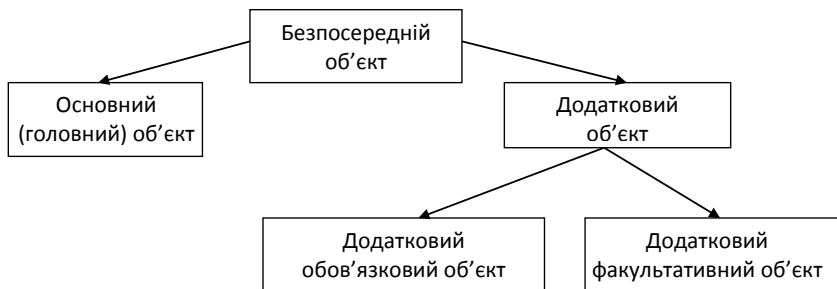 Безпосередній
об’єкт
Основний
(головний) об’єкт
Додатковий
об’єкт
Додатковий
обов’язковий об’єкт
Додатковий
факультативний об’єкт